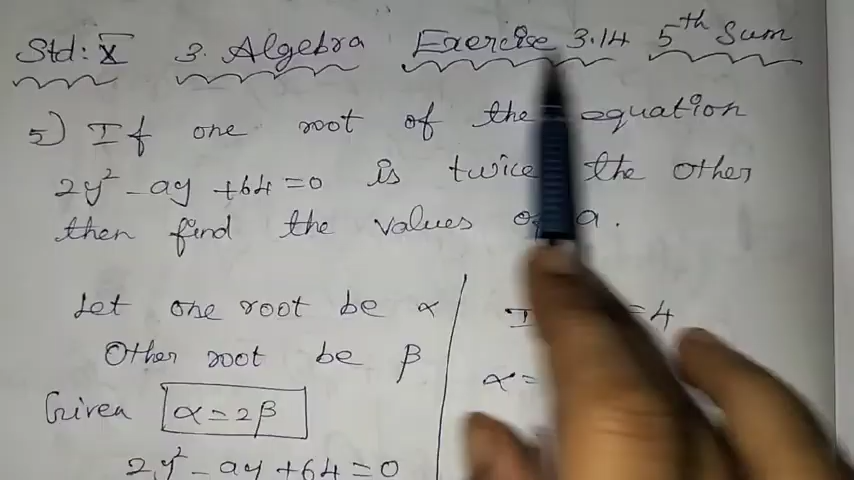 Std: X 3. Algebra Exercise 3.14 5th Sum
5) If one root of the equation
2y² - ay + 64 = 0 is twice the other
then find the values of a.
Let one root be α
Other root be β
Given α = 2β
2y² - ay + 64 = 0
= 4
α =